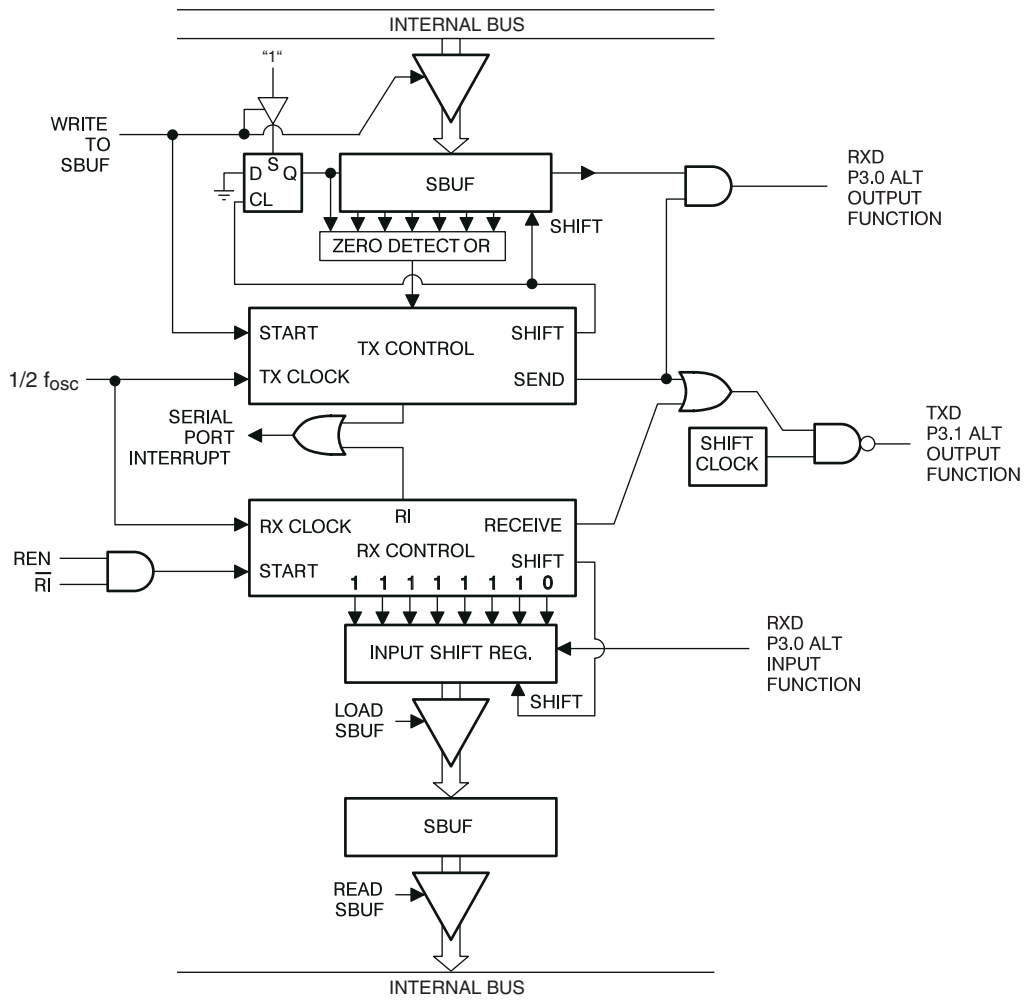 INTERNAL BUS
"1"
WRITE
TO
SBUF
D S Q
CL
SBUF
SHIFT
ZERO DETECT OR
RXD
P3.0 ALT
OUTPUT
FUNCTION
START
SHIFT
TX CONTROL
1/2 fosc
TX CLOCK
SEND
SERIAL
PORT
INTERRUPT
SHIFT
CLOCK
TXD
P3.1 ALT
OUTPUT
FUNCTION
RI
RX CLOCK
RECEIVE
RX CONTROL
SHIFT
REN
R̅I̅
START
1 1 1 1 1 1 1 0
INPUT SHIFT REG.
RXD
P3.0 ALT
INPUT
FUNCTION
SHIFT
LOAD
SBUF
SBUF
READ
SBUF
INTERNAL BUS